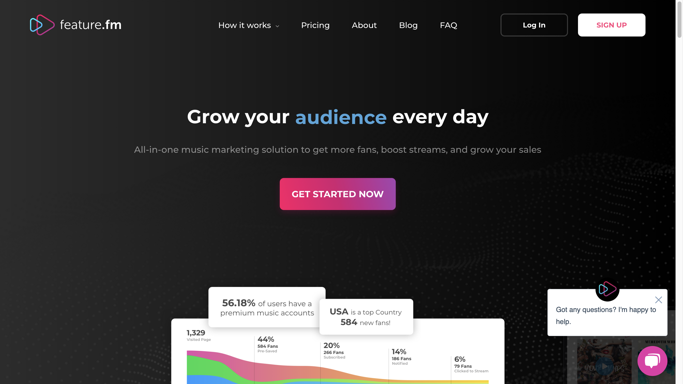 feature.fm
How it works
Pricing
About
Blog
FAQ
Log In
SIGN UP
Grow your audience every day
All-in-one music marketing solution to get more fans, boost streams, and grow your sales
GET STARTED NOW
56.18% of users have a
premium music accounts
USA is a top Country
584 new fans!
1,329
Visited Page
44%
584 Fans
Pre-Saved
20%
266 Fans
Subscribed
14%
186 Fans
Notified
6%
79 Fans
Clicked to Stream
Got any questions? I'm happy to
help.